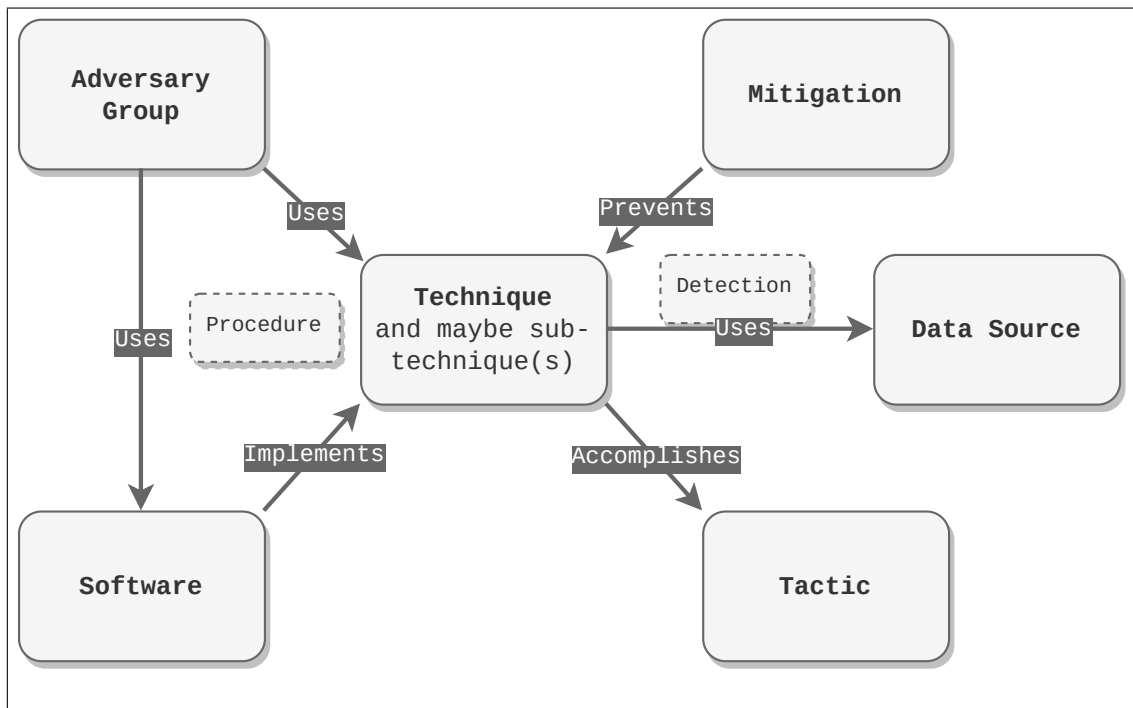 Adversary
Group
Mitigation
Uses
Prevents
Procedure
Technique
and maybe sub-
technique(s)
Detection
Uses
Data Source
Uses
Implements
Accomplishes
Software
Tactic